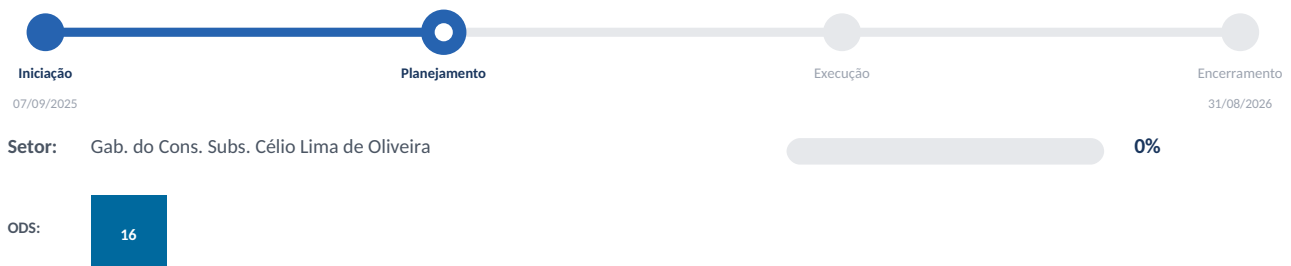 Iniciação Planejamento Execução Encerramento
07/09/2025 31/08/2026
Setor: Gab. do Cons. Subs. Célio Lima de Oliveira 0%
ODS: 16